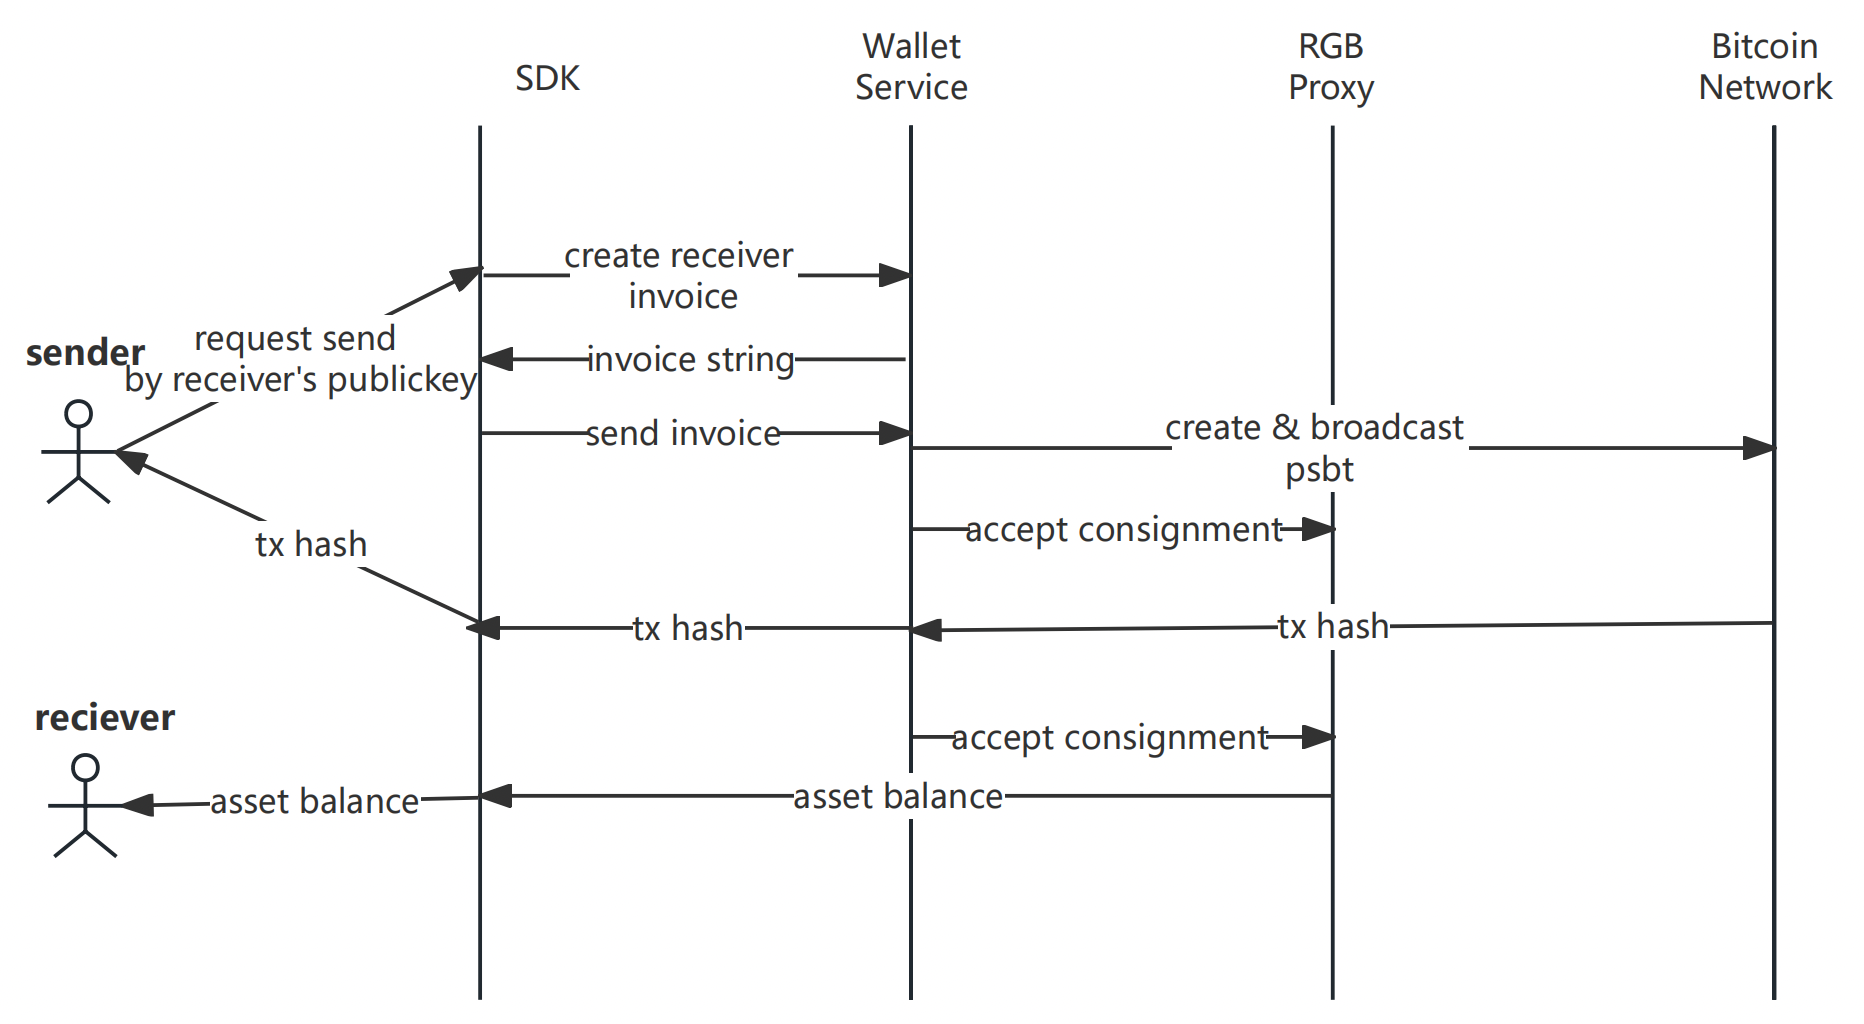 SDK
Wallet
Service
RGB
Proxy
Bitcoin
Network
create receiver
invoice
sender
request send
by receiver's publickey
invoice string
send invoice
create & broadcast
psbt
accept consignment
tx hash
tx hash
tx hash
reciever
accept consignment
asset balance
asset balance